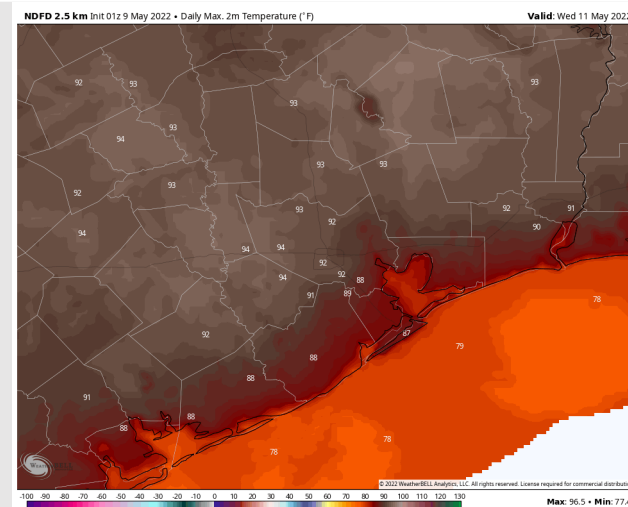 NDFD 2.5 km Init 01z 9 May 2022 • Daily Max. 2m Temperature (°F) Valid: Wed 11 May 2022
92 93 93
93
94 93
93 93
92 93
93 92 91
94 92 90
94 94
92
94 92 88
91 89
78
92 87
79
88
88
91 88
88
78
78
© 2022 WeatherBELL Analytics, LLC. All rights reserved. License required for commercial distributio
-100 -90 -80 -70 -60 -50 -40 -30 -20 -10 0 10 20 30 40 50 60 70 80 90 100 110 120 130
Max: 96.5 • Min: 77.4